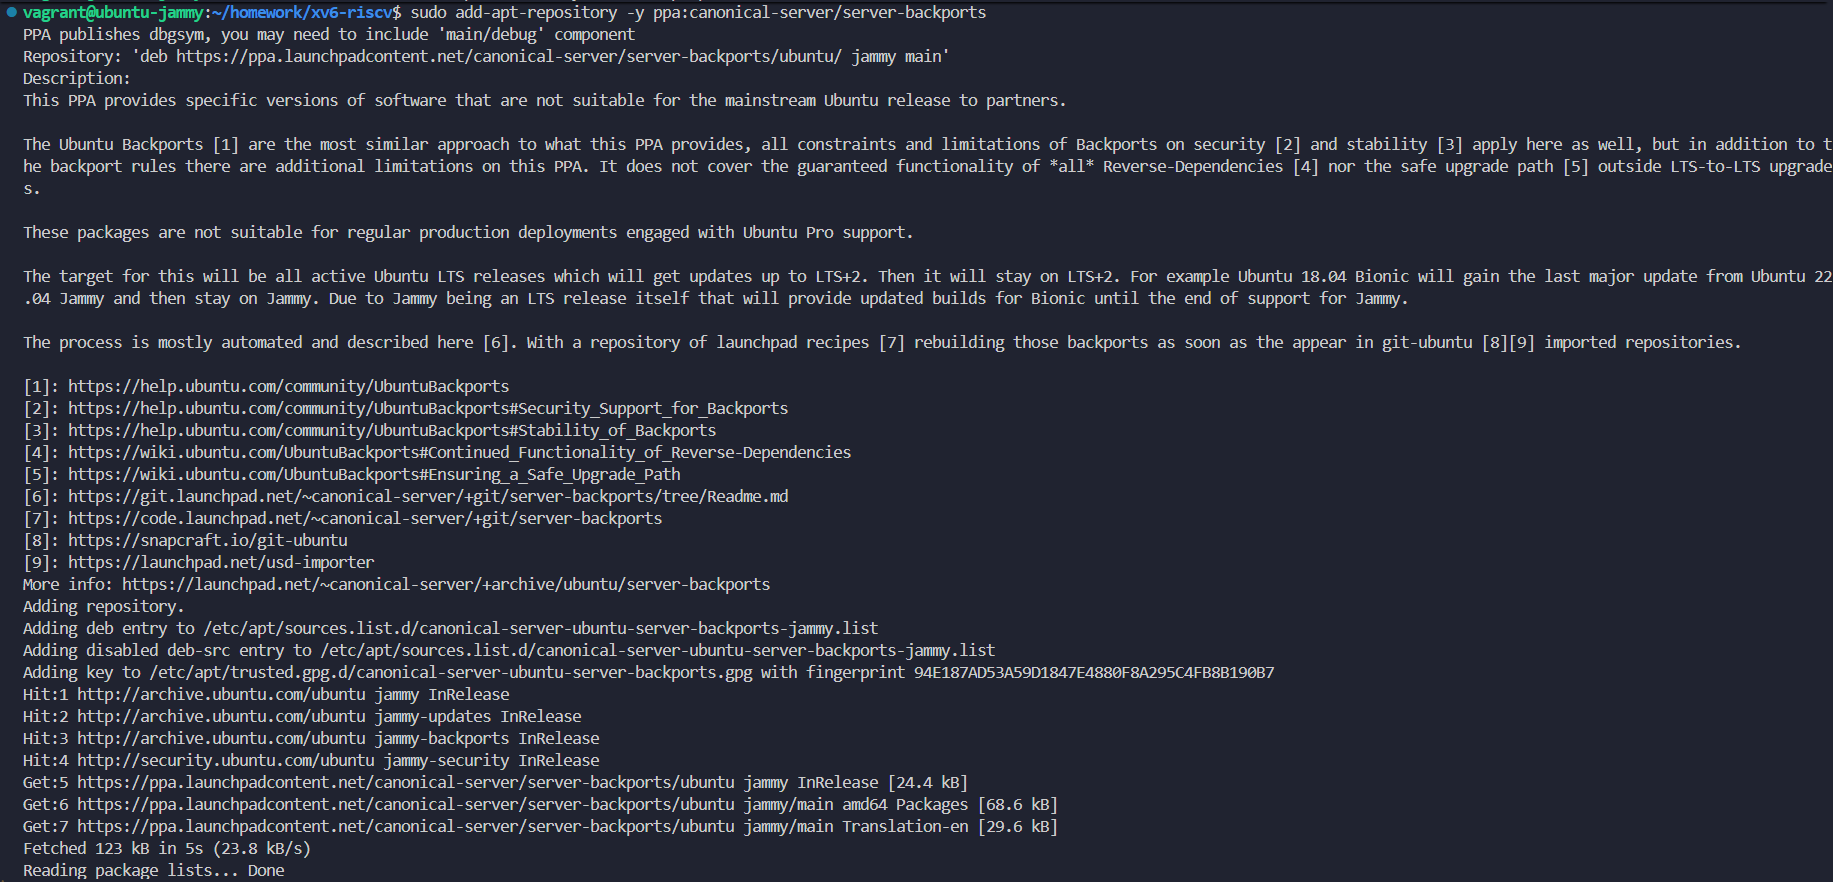 vagrant@ubuntu-jammy:~/homework/xv6-riscv$ sudo add-apt-repository -y ppa:canonical-server/server-backports
PPA publishes dbgsym, you may need to include 'main/debug' component
Repository: 'deb https://ppa.launchpadcontent.net/canonical-server/server-backports/ubuntu/ jammy main'
Description:
This PPA provides specific versions of software that are not suitable for the mainstream Ubuntu release to partners.
The Ubuntu Backports [1] are the most similar approach to what this PPA provides, all constraints and limitations of Backports on security [2] and stability [3] apply here as well, but in addition to t
he backport rules there are additional limitations on this PPA. It does not cover the guaranteed functionality of *all* Reverse-Dependencies [4] nor the safe upgrade path [5] outside LTS-to-LTS upgrade
s.
These packages are not suitable for regular production deployments engaged with Ubuntu Pro support.
The target for this will be all active Ubuntu LTS releases which will get updates up to LTS+2. Then it will stay on LTS+2. For example Ubuntu 18.04 Bionic will gain the last major update from Ubuntu 22
.04 Jammy and then stay on Jammy. Due to Jammy being an LTS release itself that will provide updated builds for Bionic until the end of support for Jammy.
The process is mostly automated and described here [6]. With a repository of launchpad recipes [7] rebuilding those backports as soon as the appear in git-ubuntu [8][9] imported repositories.
[1]: https://help.ubuntu.com/community/UbuntuBackports
[2]: https://help.ubuntu.com/community/UbuntuBackports#Security_Support_for_Backports
[3]: https://help.ubuntu.com/community/UbuntuBackports#Stability_of_Backports
[4]: https://wiki.ubuntu.com/UbuntuBackports#Continued_Functionality_of_Reverse-Dependencies
[5]: https://wiki.ubuntu.com/UbuntuBackports#Ensuring_a_Safe_Upgrade_Path
[6]: https://git.launchpad.net/~canonical-server/+git/server-backports/tree/Readme.md
[7]: https://code.launchpad.net/~canonical-server/+git/server-backports
[8]: https://snapcraft.io/git-ubuntu
[9]: https://launchpad.net/usd-importer
More info: https://launchpad.net/~canonical-server/+archive/ubuntu/server-backports
Adding repository.
Adding deb entry to /etc/apt/sources.list.d/canonical-server-ubuntu-server-backports-jammy.list
Adding disabled deb-src entry to /etc/apt/sources.list.d/canonical-server-ubuntu-server-backports-jammy.list
Adding key to /etc/apt/trusted.gpg.d/canonical-server-ubuntu-server-backports.gpg with fingerprint 94E187AD53A59D1847E4880F8A295C4FB8B190B7
Hit:1 http://archive.ubuntu.com/ubuntu jammy InRelease
Hit:2 http://archive.ubuntu.com/ubuntu jammy-updates InRelease
Hit:3 http://archive.ubuntu.com/ubuntu jammy-backports InRelease
Hit:4 http://security.ubuntu.com/ubuntu jammy-security InRelease
Get:5 https://ppa.launchpadcontent.net/canonical-server/server-backports/ubuntu jammy InRelease [24.4 kB]
Get:6 https://ppa.launchpadcontent.net/canonical-server/server-backports/ubuntu jammy/main amd64 Packages [68.6 kB]
Get:7 https://ppa.launchpadcontent.net/canonical-server/server-backports/ubuntu jammy/main Translation-en [29.6 kB]
Fetched 123 kB in 5s (23.8 kB/s)
Reading package lists... Done